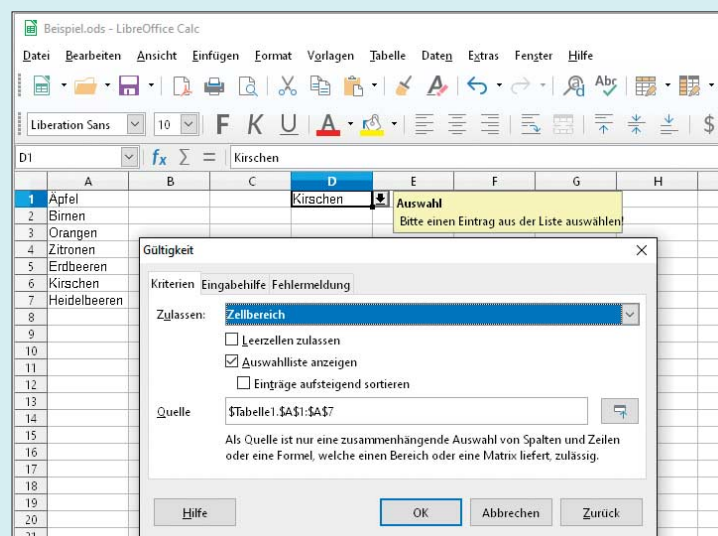 Beispiel.ods - LibreOffice Calc
Datei Bearbeiten Ansicht Einfügen Format Vorlagen Tabelle Daten Extras Fenster Hilfe
Abc
Liberation Sans 10 F K U A $
D1 fx Σ = Kirschen
A B C D E F G H
1 Äpfel Kirschen Auswahl
2 Birnen Bitte einen Eintrag aus der Liste auswählen!
3 Orangen
4 Zitronen
5 Erdbeeren
6 Kirschen
7 Heidelbeeren
8
9
10
11
12
13
14
15
16
17
18
19
20
21
Gültigkeit
Kriterien Eingabehilfe Fehlermeldung
Zulassen: Zellbereich
Leerzellen zulassen
Auswahlliste anzeigen
Einträge aufsteigend sortieren
Quelle $Tabelle1.$A$1:$A$7
Als Quelle ist nur eine zusammenhängende Auswahl von Spalten und Zeilen
oder eine Formel, welche einen Bereich oder eine Matrix liefert, zulässig.
Hilfe OK Abbrechen Zurück